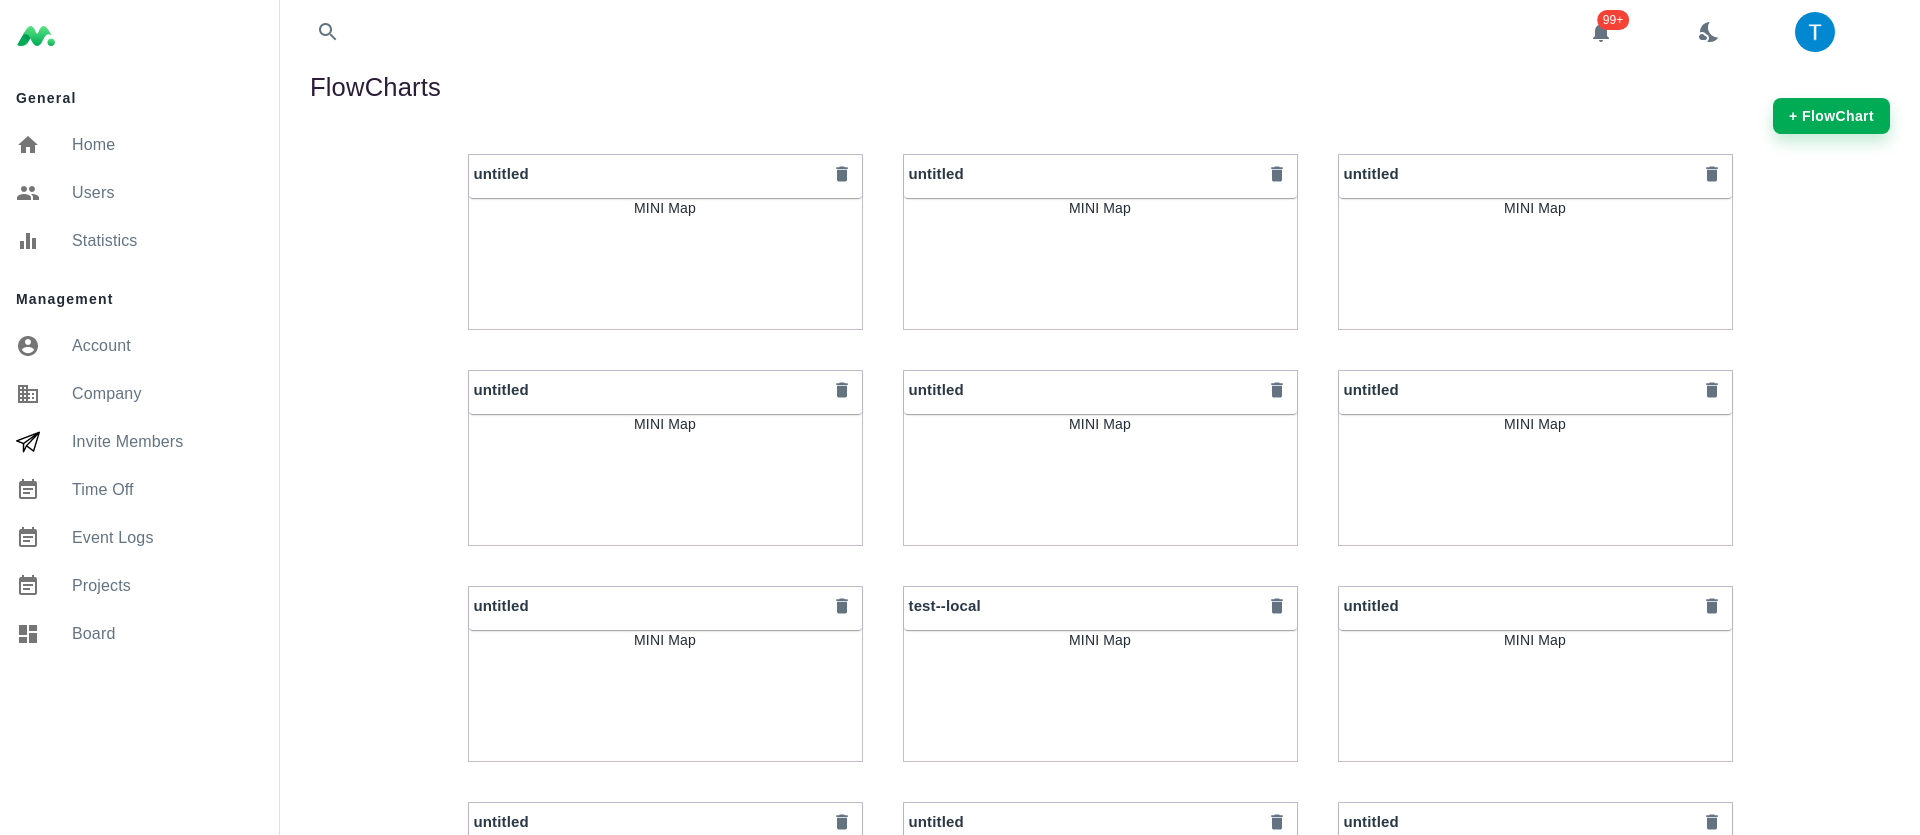 99+
T
FlowCharts
+ FlowChart
General
Home
Users
Statistics
Management
Account
Company
Invite Members
Time Off
Event Logs
Projects
Board
untitled
MINI Map
untitled
MINI Map
untitled
MINI Map
untitled
MINI Map
untitled
MINI Map
untitled
MINI Map
untitled
MINI Map
test--local
MINI Map
untitled
MINI Map
untitled
untitled
untitled